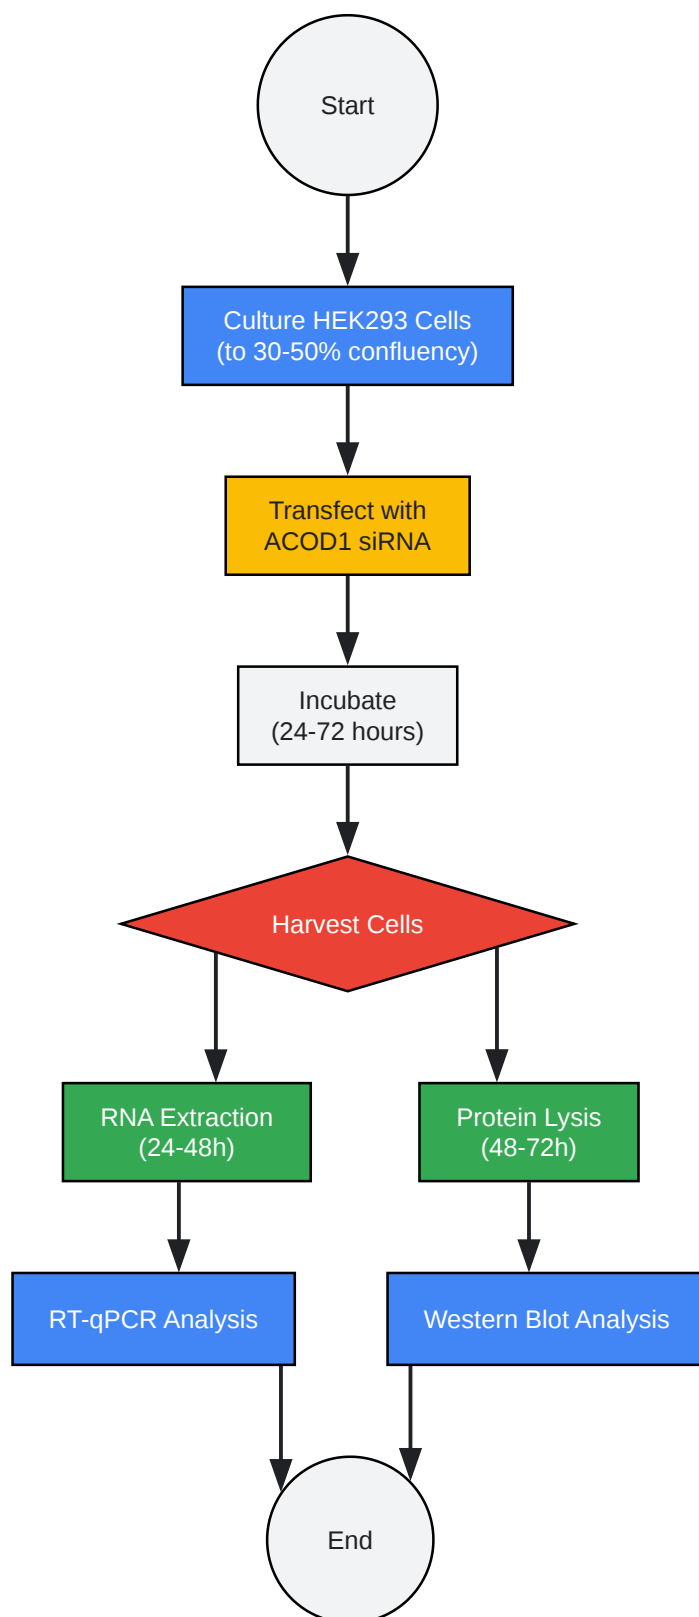 Start
Culture HEK293 Cells
(to 30-50% confluency)
Transfect with
ACOD1 siRNA
Incubate
(24-72 hours)
Harvest Cells
RNA Extraction
(24-48h)
Protein Lysis
(48-72h)
RT-qPCR Analysis
Western Blot Analysis
End